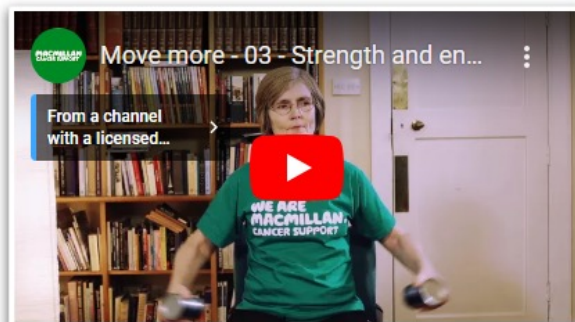 MACMILLAN
CANCER SUPPORT
Move more - 03 - Strength and en...
From a channel
with a licensed...
WE ARE
MACMILLAN.
CANCER SUPPORT